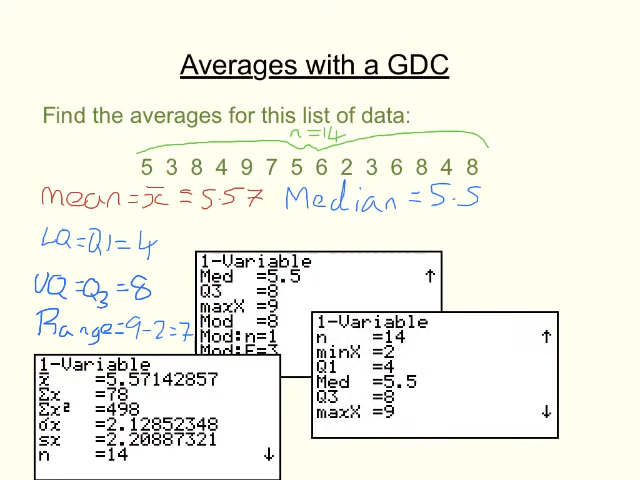 Averages with a GDC
Find the averages for this list of data:
n=14
5 3 8 4 9 7 5 6 2 3 6 8 4 8
Mean = x̄ = 5.57 Median = 5.5
LQ=Q1=4
UQ=Q3=8
Range=9-2=7
1-Variable
Med =5.5
Q3 =8
maxX =9
Mod =8
Mod:n=1
Mod:F=3
1-Variable
n =14
minX =2
Q1 =4
Med =5.5
Q3 =8
maxX =9
1-Variable
x̄ =5.57142857
Σx =78
Σx² =498
σx =2.12852348
sx =2.20887321
n =14